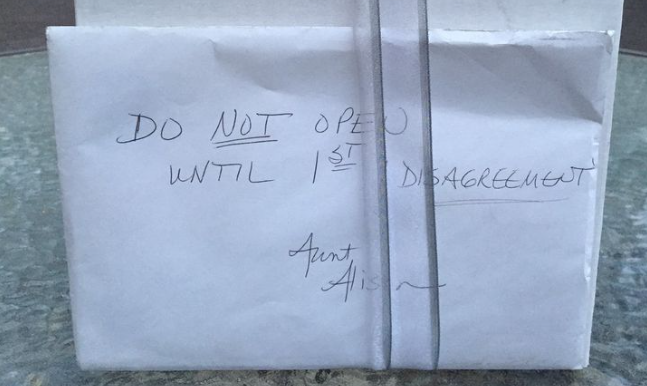 DO NOT OPEN
UNTIL 1ST DISAGREEMENT
Aunt
Alison